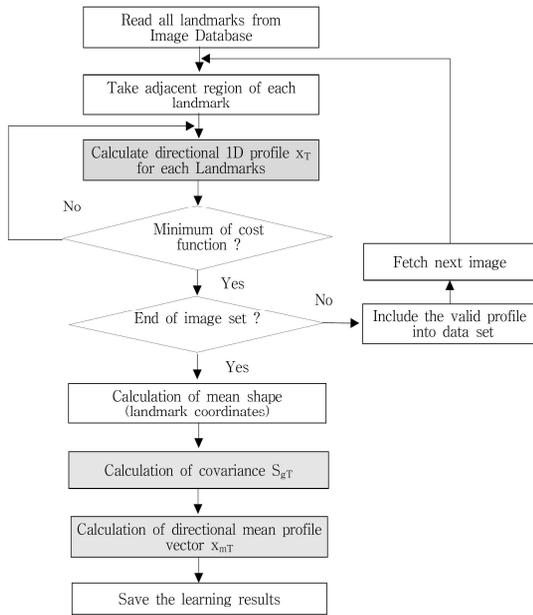 Read all landmarks from
Image Database
Take adjacent region of each
landmark
Calculate directional 1D profile xT
for each Landmarks
No
Minimum of cost
function ?
Yes
Fetch next image
No
End of image set ?
Include the valid profile
into data set
Yes
Calculation of mean shape
(landmark coordinates)
Calculation of covariance SgT
Calculation of directional mean profile
vector xmT
Save the learning results